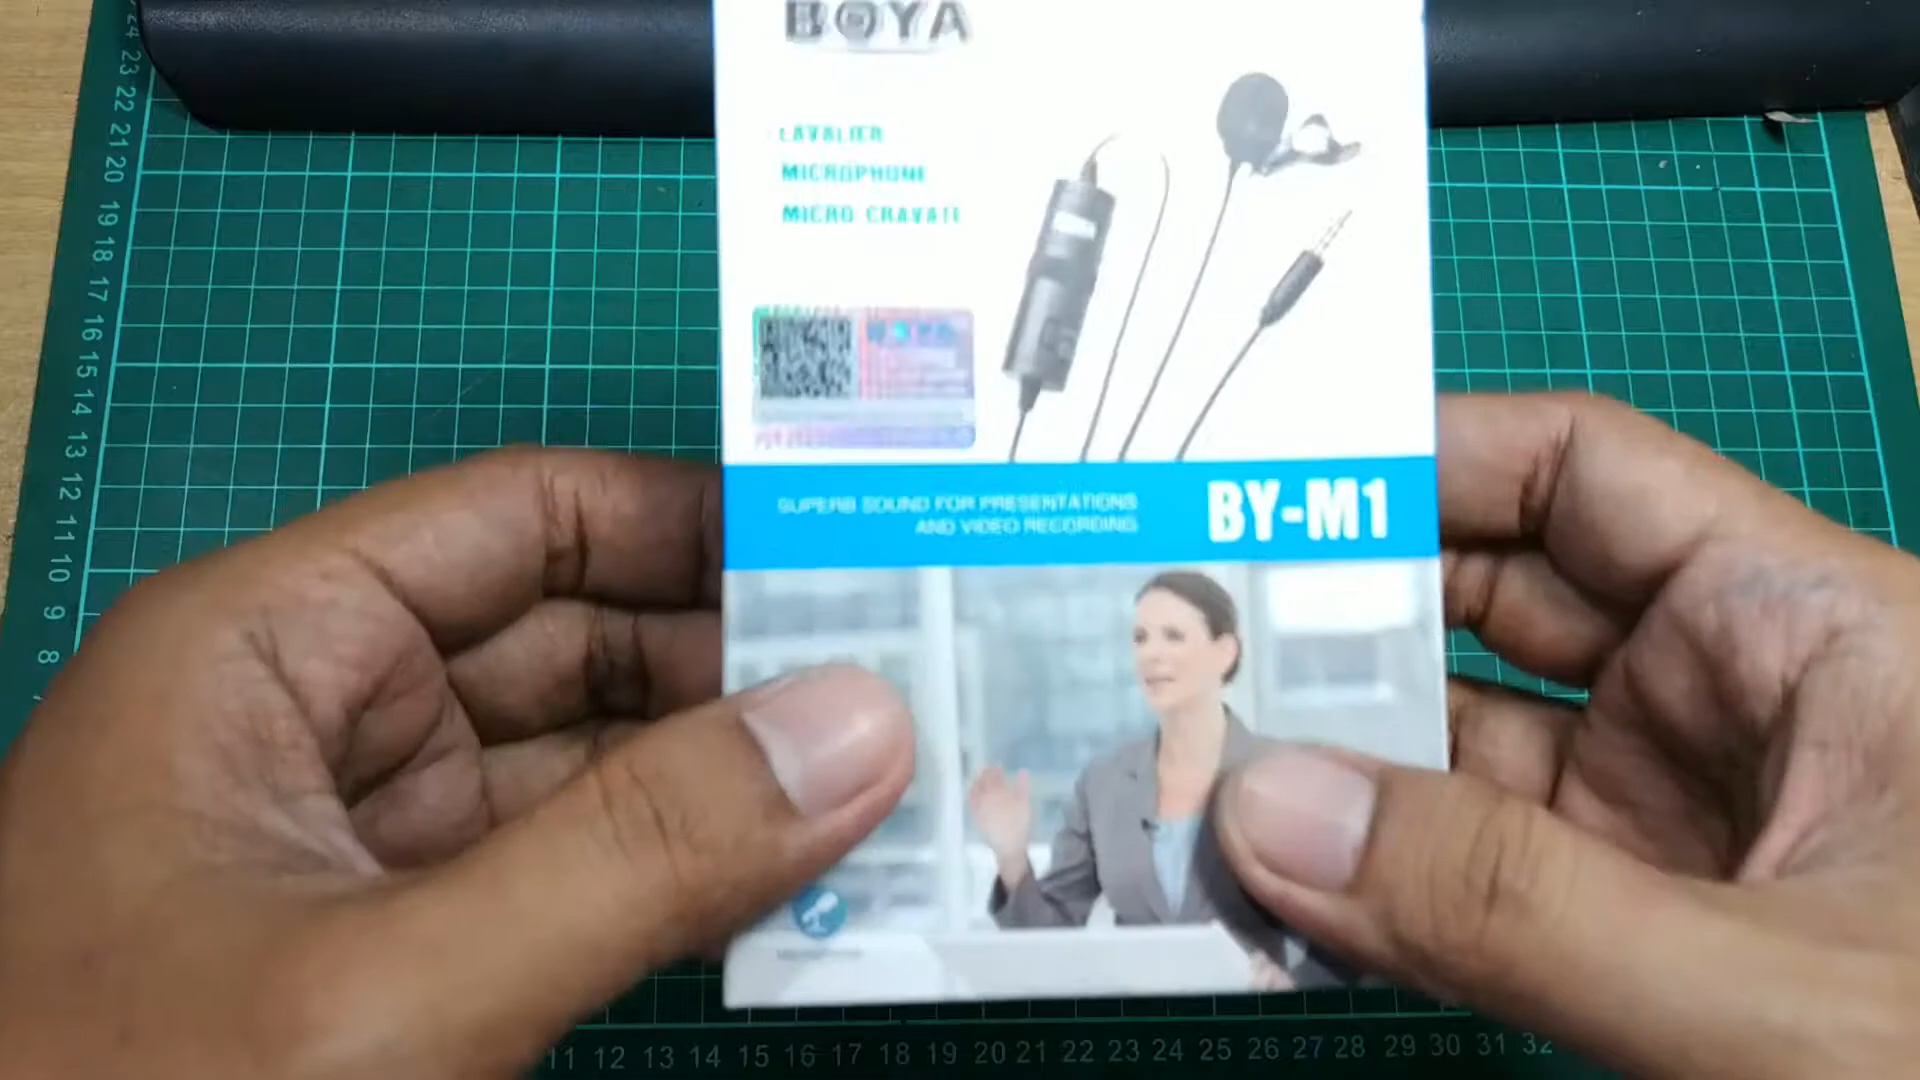 BOYA
LAVALIER
MICROPHONE
MICRO CRAVATE
SUPERB SOUND FOR PRESENTATIONS
AND VIDEO RECORDING
BY-M1
24
23
22
21
20
19
18
17
16
15
14
13
12
11
10
9
8
11 12 13 14 15 16 17 18 19 20 21 22 23 24 25 26 27 28 29 30 31 32